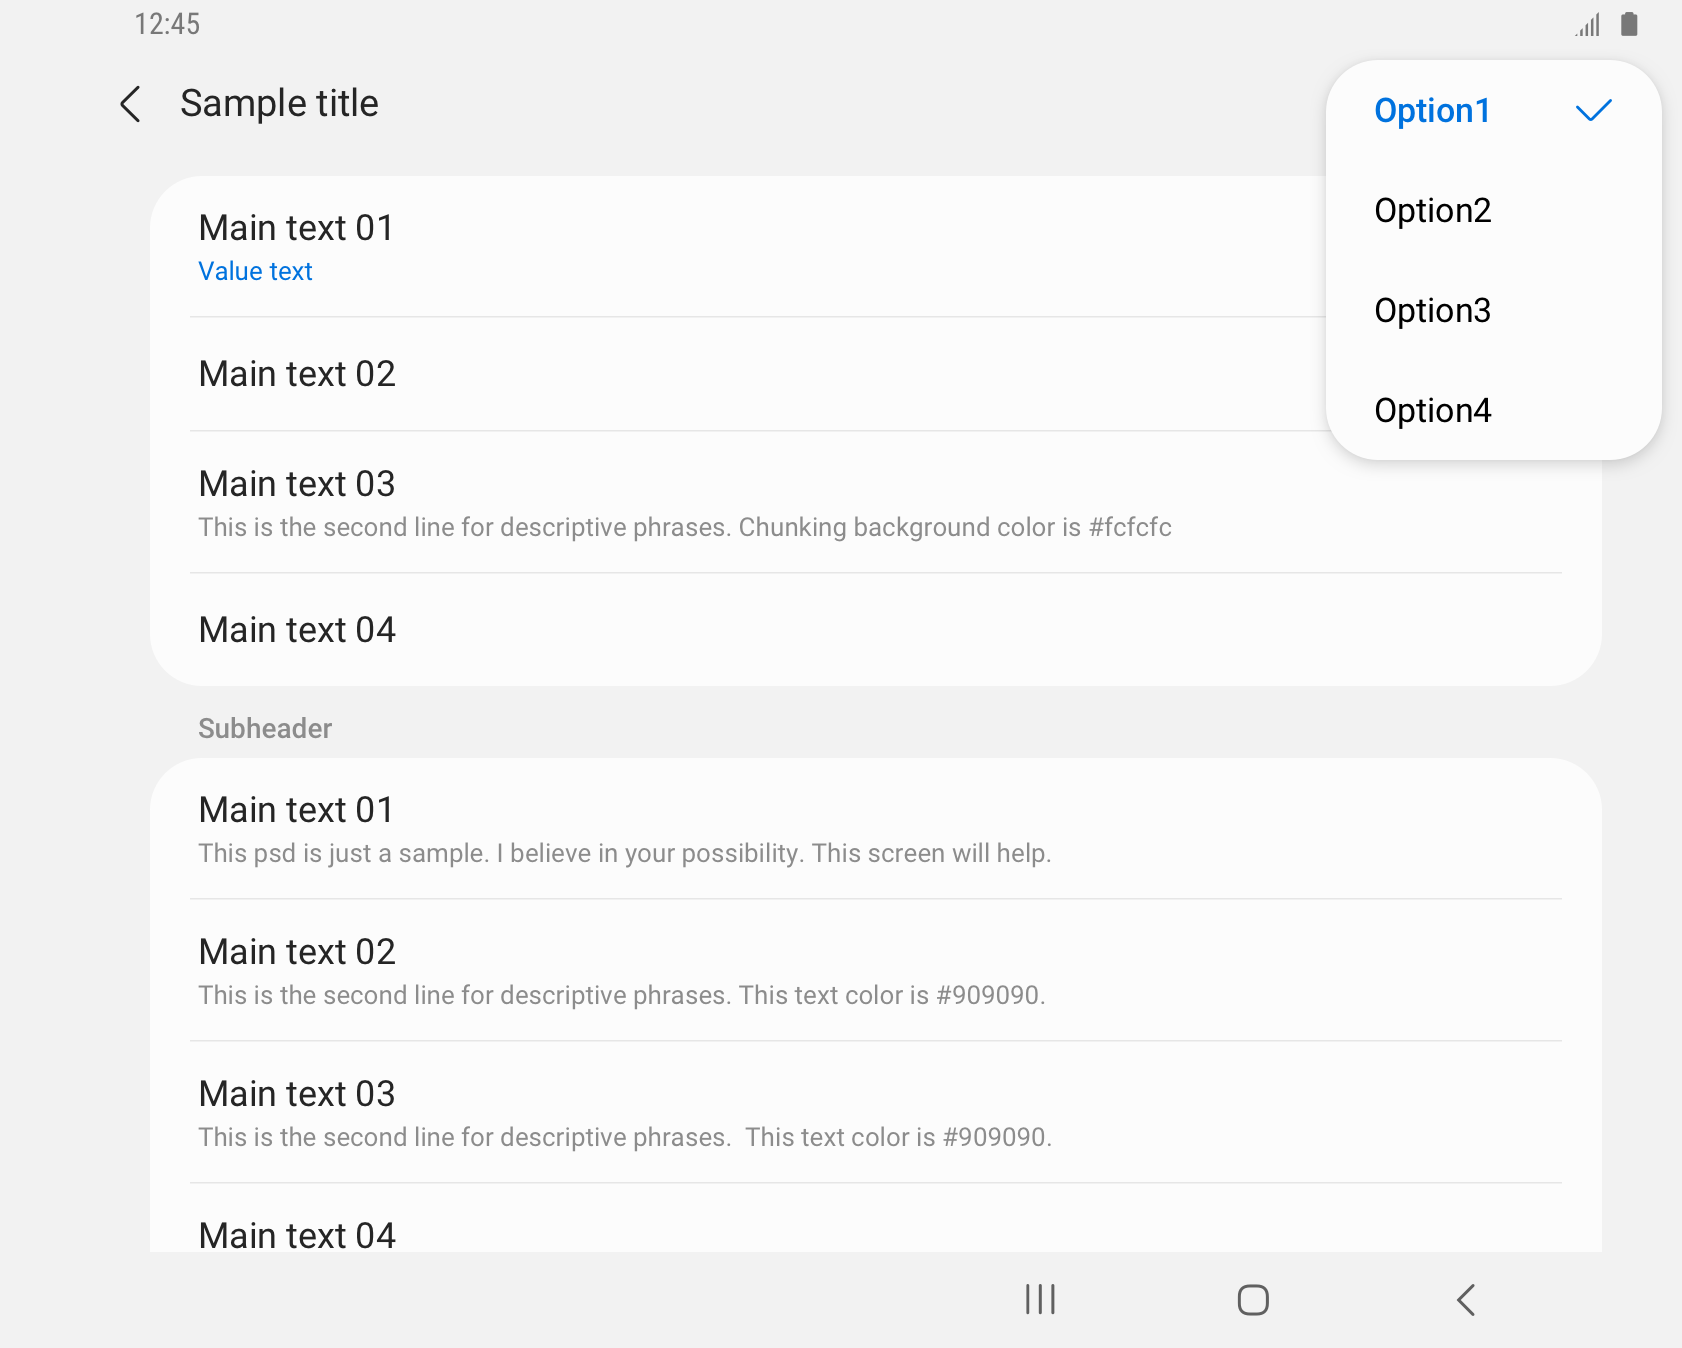 12:45
Sample title
Option1
Option2
Option3
Option4
Main text 01
Value text
Main text 02
Main text 03
This is the second line for descriptive phrases. Chunking background color is #fcfcfc
Main text 04
Subheader
Main text 01
This psd is just a sample. I believe in your possibility. This screen will help.
Main text 02
This is the second line for descriptive phrases. This text color is #909090.
Main text 03
This is the second line for descriptive phrases.  This text color is #909090.
Main text 04